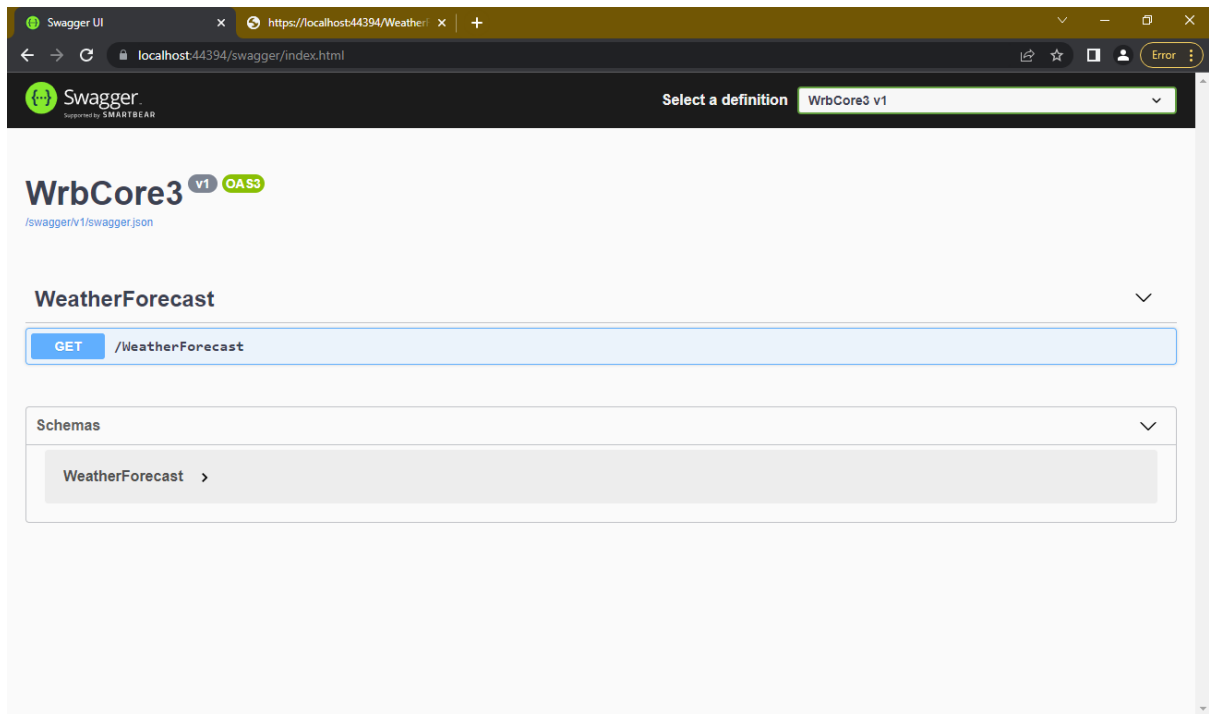 Swagger UI
https://localhost:44394/Weather
localhost:44394/swagger/index.html
Error
Swagger.
Supported by SMARTBEAR
Select a definition
WrbCore3 v1
WrbCore3 v1 OAS3
/swagger/v1/swagger.json
WeatherForecast
GET /WeatherForecast
Schemas
WeatherForecast